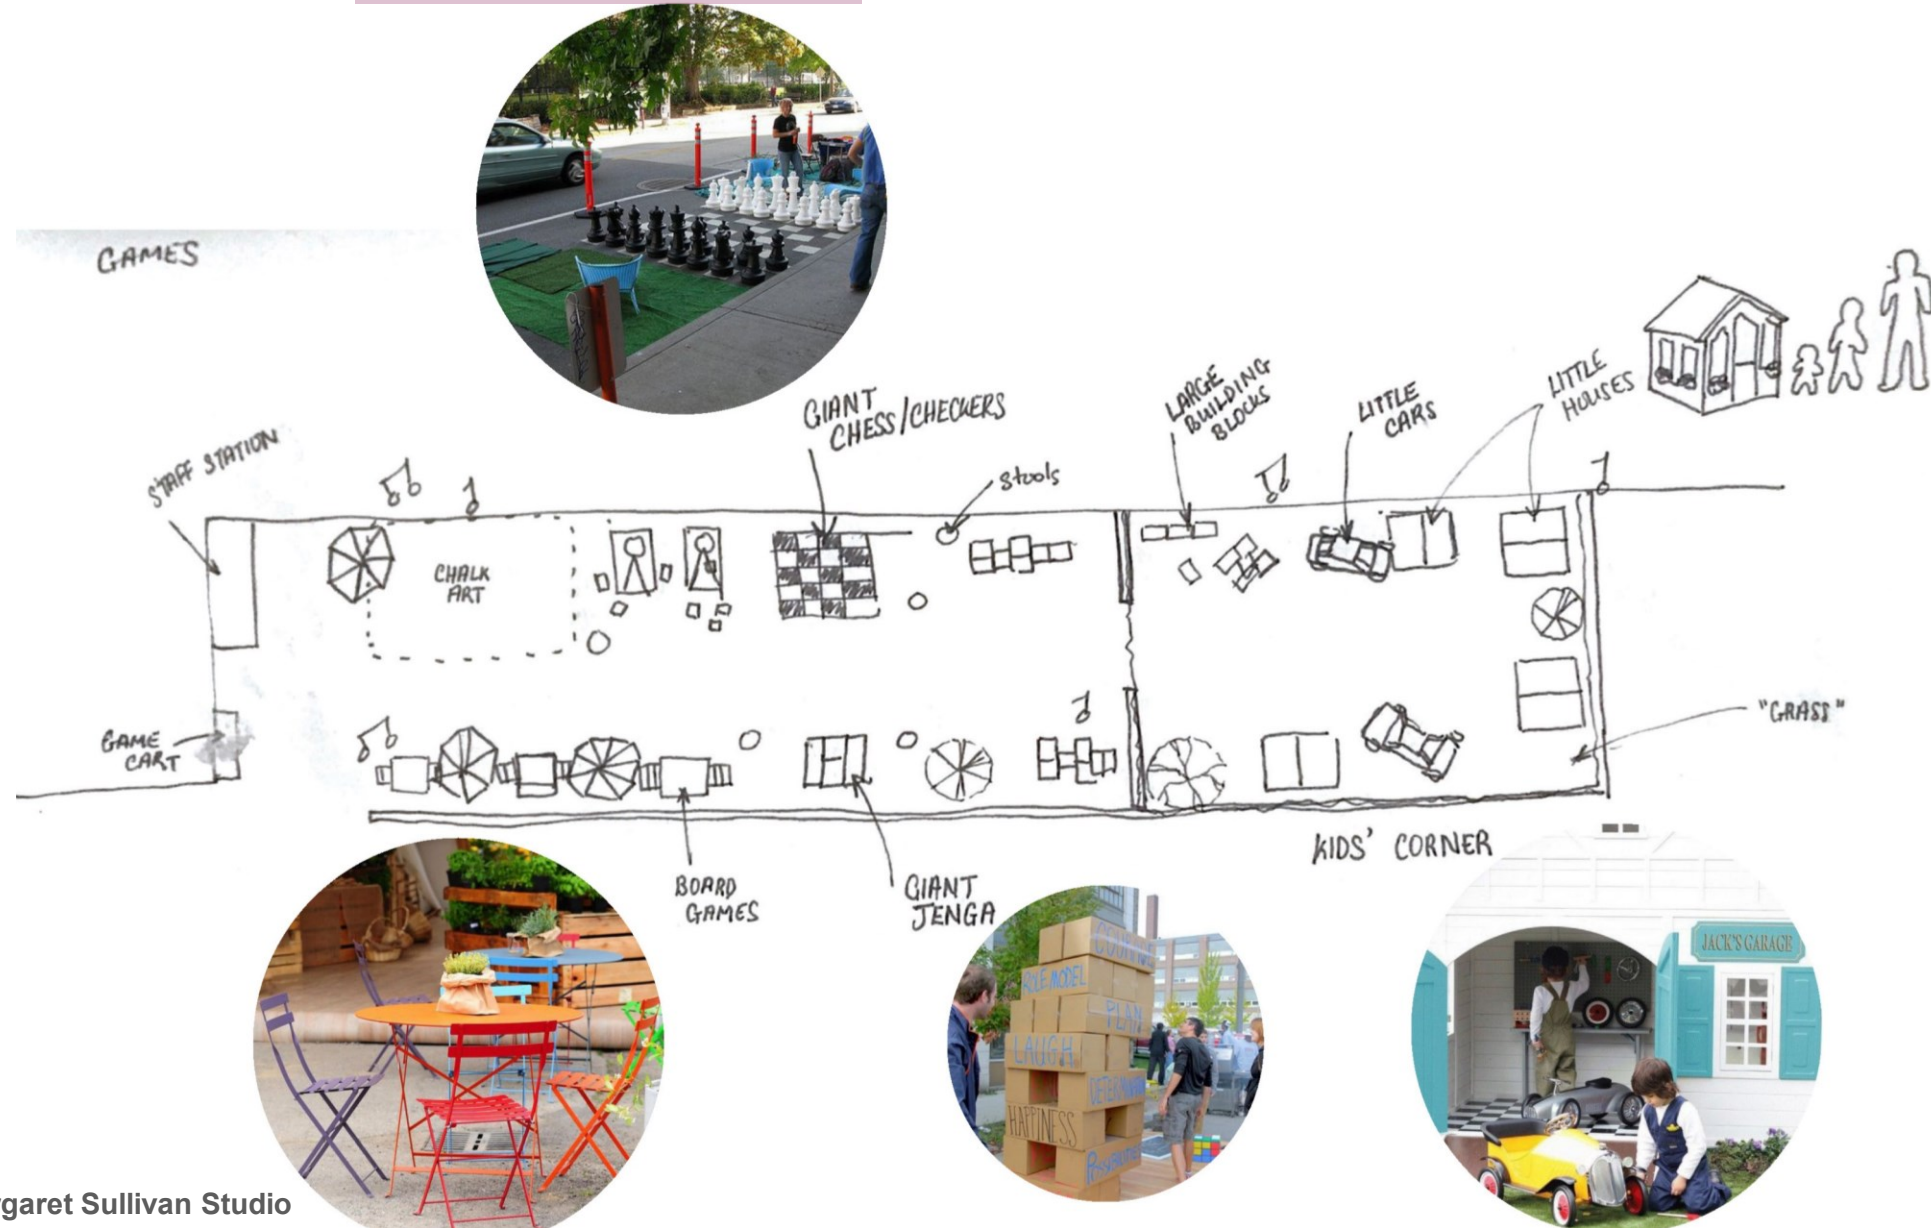 GAMES
STAFF STATION
GIANT
CHESS/CHECKERS
stools
LARGE
BUILDING
BLOCKS
LITTLE
CARS
LITTLE
HOUSES
CHALK
ART
GAME
CART
"GRASS"
BOARD
GAMES
GIANT
JENGA
KIDS' CORNER
ROLE MODEL
PLAN
LAUGH
HAPPINESS
JACK'S GARAGE
rgaret Sullivan Studio